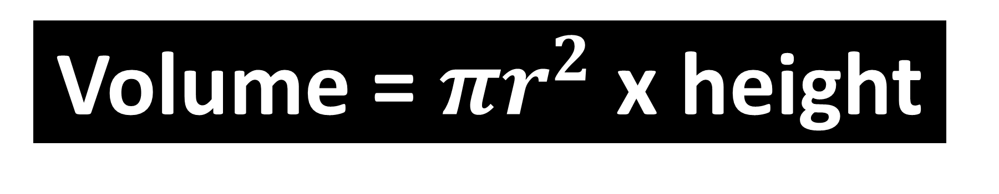 Volume = πr² x height